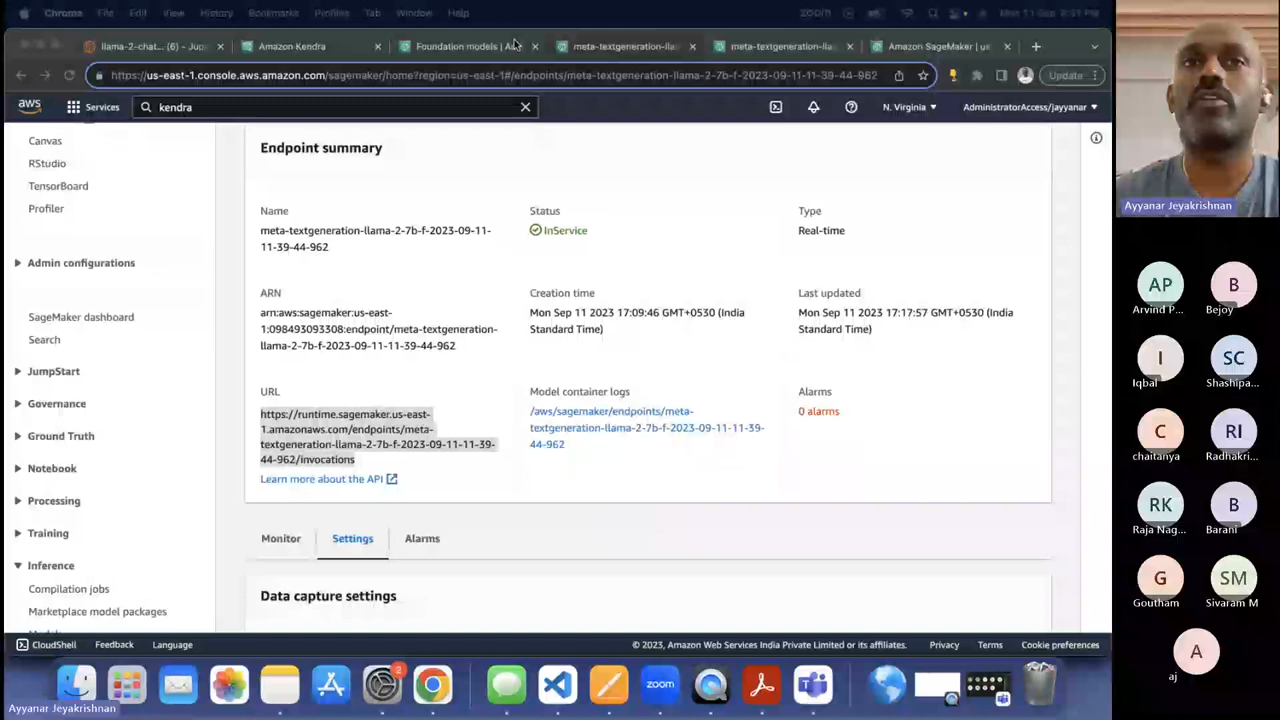 Chrome File Edit View History Bookmarks Profiles Tab Window Help zoom
llama-2-chat... (6) - Jup
Amazon Kendra
Foundation models | A
meta-textgeneration-lla
meta-textgeneration-lla
Amazon SageMaker | us
https://us-east-1.console.aws.amazon.com/sagemaker/home?region=us-east-1#/endpoints/meta-textgeneration-llama-2-7b-f-2023-09-11-11-39-44-962
Update
aws
Services
kendra
N. Virginia
AdministratorAccess/jayyanar
Canvas
RStudio
TensorBoard
Profiler
Admin configurations
SageMaker dashboard
Search
JumpStart
Governance
Ground Truth
Notebook
Processing
Training
Inference
Compilation jobs
Marketplace model packages
Endpoint summary
Name
meta-textgeneration-llama-2-7b-f-2023-09-11-
11-39-44-962
Status
InService
Type
Real-time
ARN
arn:aws:sagemaker:us-east-
1:098493093308:endpoint/meta-textgeneration-
llama-2-7b-f-2023-09-11-11-39-44-962
Creation time
Mon Sep 11 2023 17:09:46 GMT+0530 (India
Standard Time)
Last updated
Mon Sep 11 2023 17:17:57 GMT+0530 (India
Standard Time)
URL
https://runtime.sagemaker.us-east-
1.amazonaws.com/endpoints/meta-
textgeneration-llama-2-7b-f-2023-09-11-11-39-
44-962/invocations
Learn more about the API
Model container logs
/aws/sagemaker/endpoints/meta-
textgeneration-llama-2-7b-f-2023-09-11-11-39-
44-962
Alarms
0 alarms
Monitor
Settings
Alarms
Data capture settings
CloudShell
Feedback
Language
© 2023, Amazon Web Services India Private Limited or its affiliates.
Privacy
Terms
Cookie preferences
2
zoom
Ayyanar Jeyakrishnan
Ayyanar Jeyakrishnan
AP
Arvind P...
B
Bejoy
I
Iqbal
SC
Shashipa...
C
chaitanya
RI
Radhakri...
RK
Raja Nag...
B
Barani
G
Goutham
SM
Sivaram M
A
aj